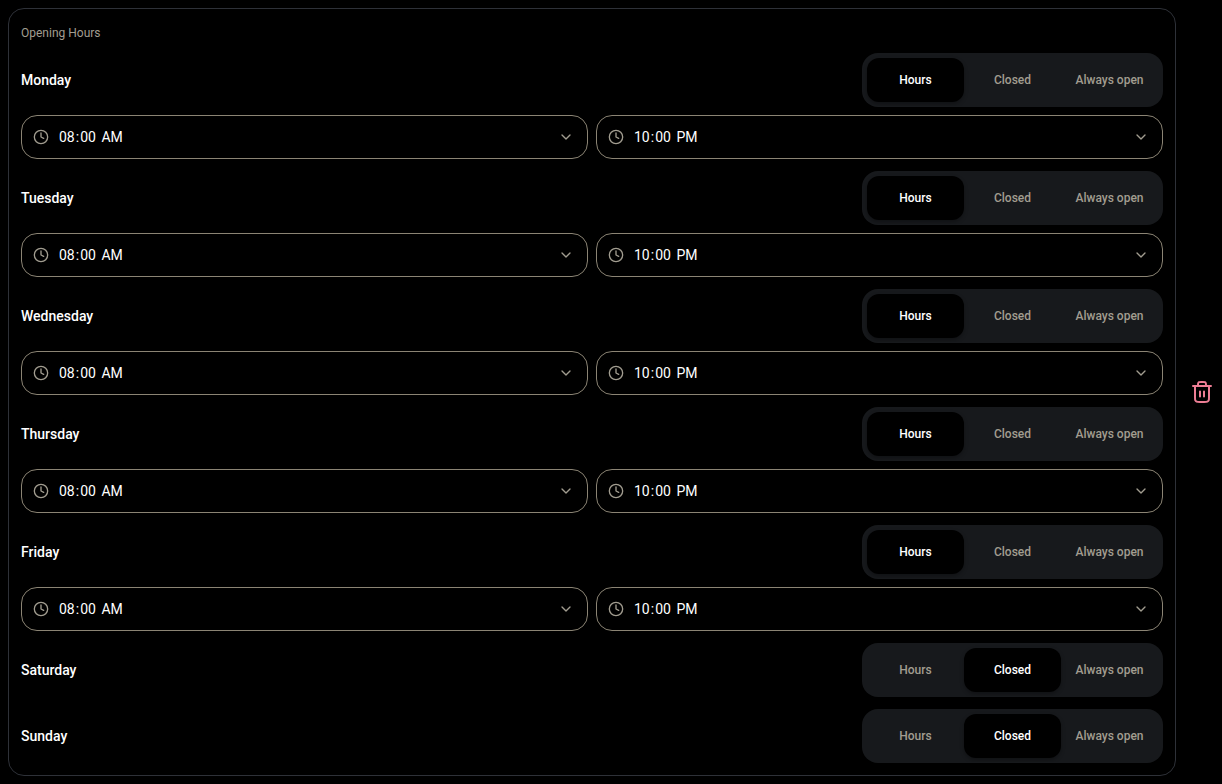 Opening Hours
Monday Hours Closed Always open
08:00 AM 10:00 PM
Tuesday Hours Closed Always open
08:00 AM 10:00 PM
Wednesday Hours Closed Always open
08:00 AM 10:00 PM
Thursday Hours Closed Always open
08:00 AM 10:00 PM
Friday Hours Closed Always open
08:00 AM 10:00 PM
Saturday Hours Closed Always open
Sunday Hours Closed Always open